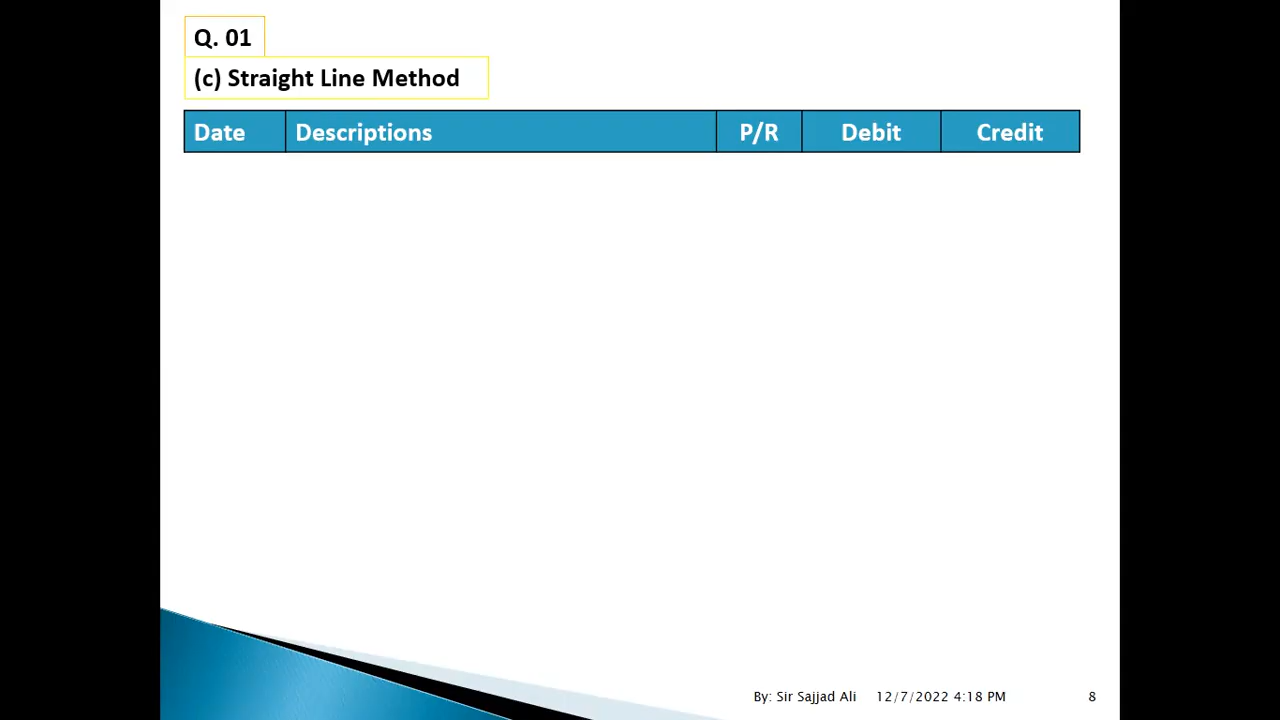 Q. 01
(c) Straight Line Method
Date Descriptions P/R Debit Credit
By: Sir Sajjad Ali 12/7/2022 4:18 PM 8